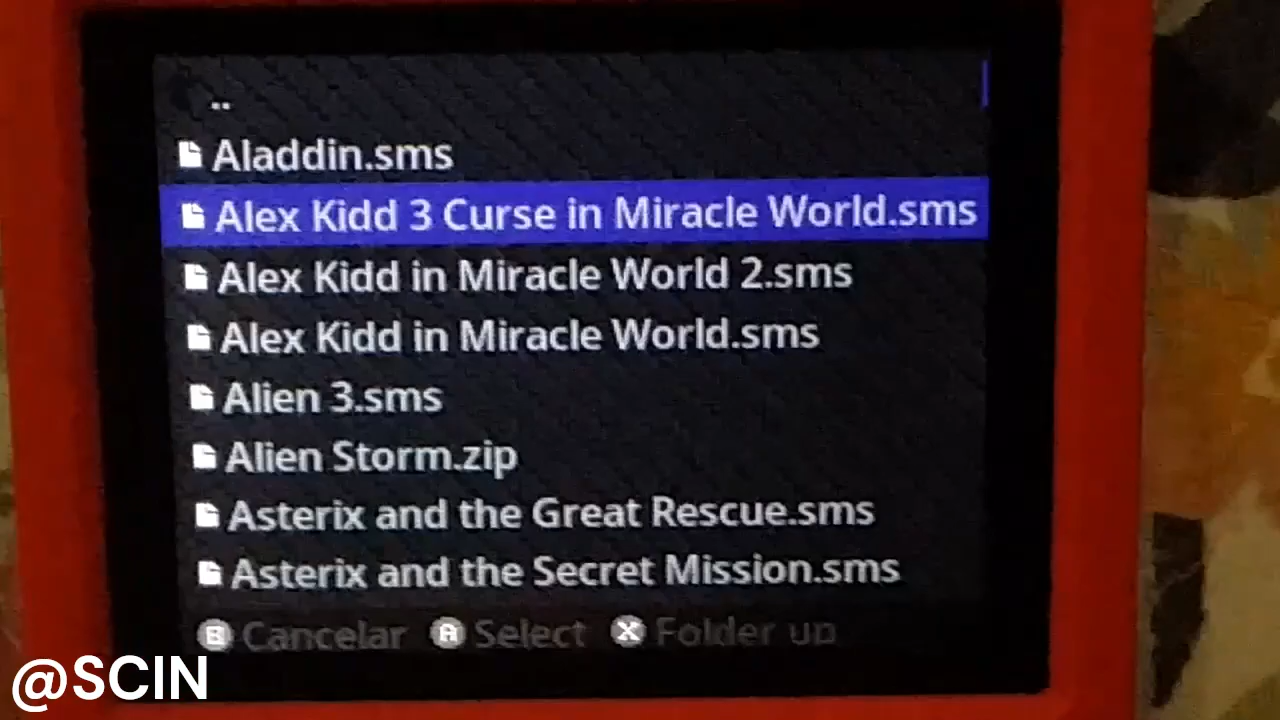 ..
Aladdin.sms
Alex Kidd 3 Curse in Miracle World.sms
Alex Kidd in Miracle World 2.sms
Alex Kidd in Miracle World.sms
Alien 3.sms
Alien Storm.zip
Asterix and the Great Rescue.sms
Asterix and the Secret Mission.sms
B Cancelar A Select X Folder up
@SCIN